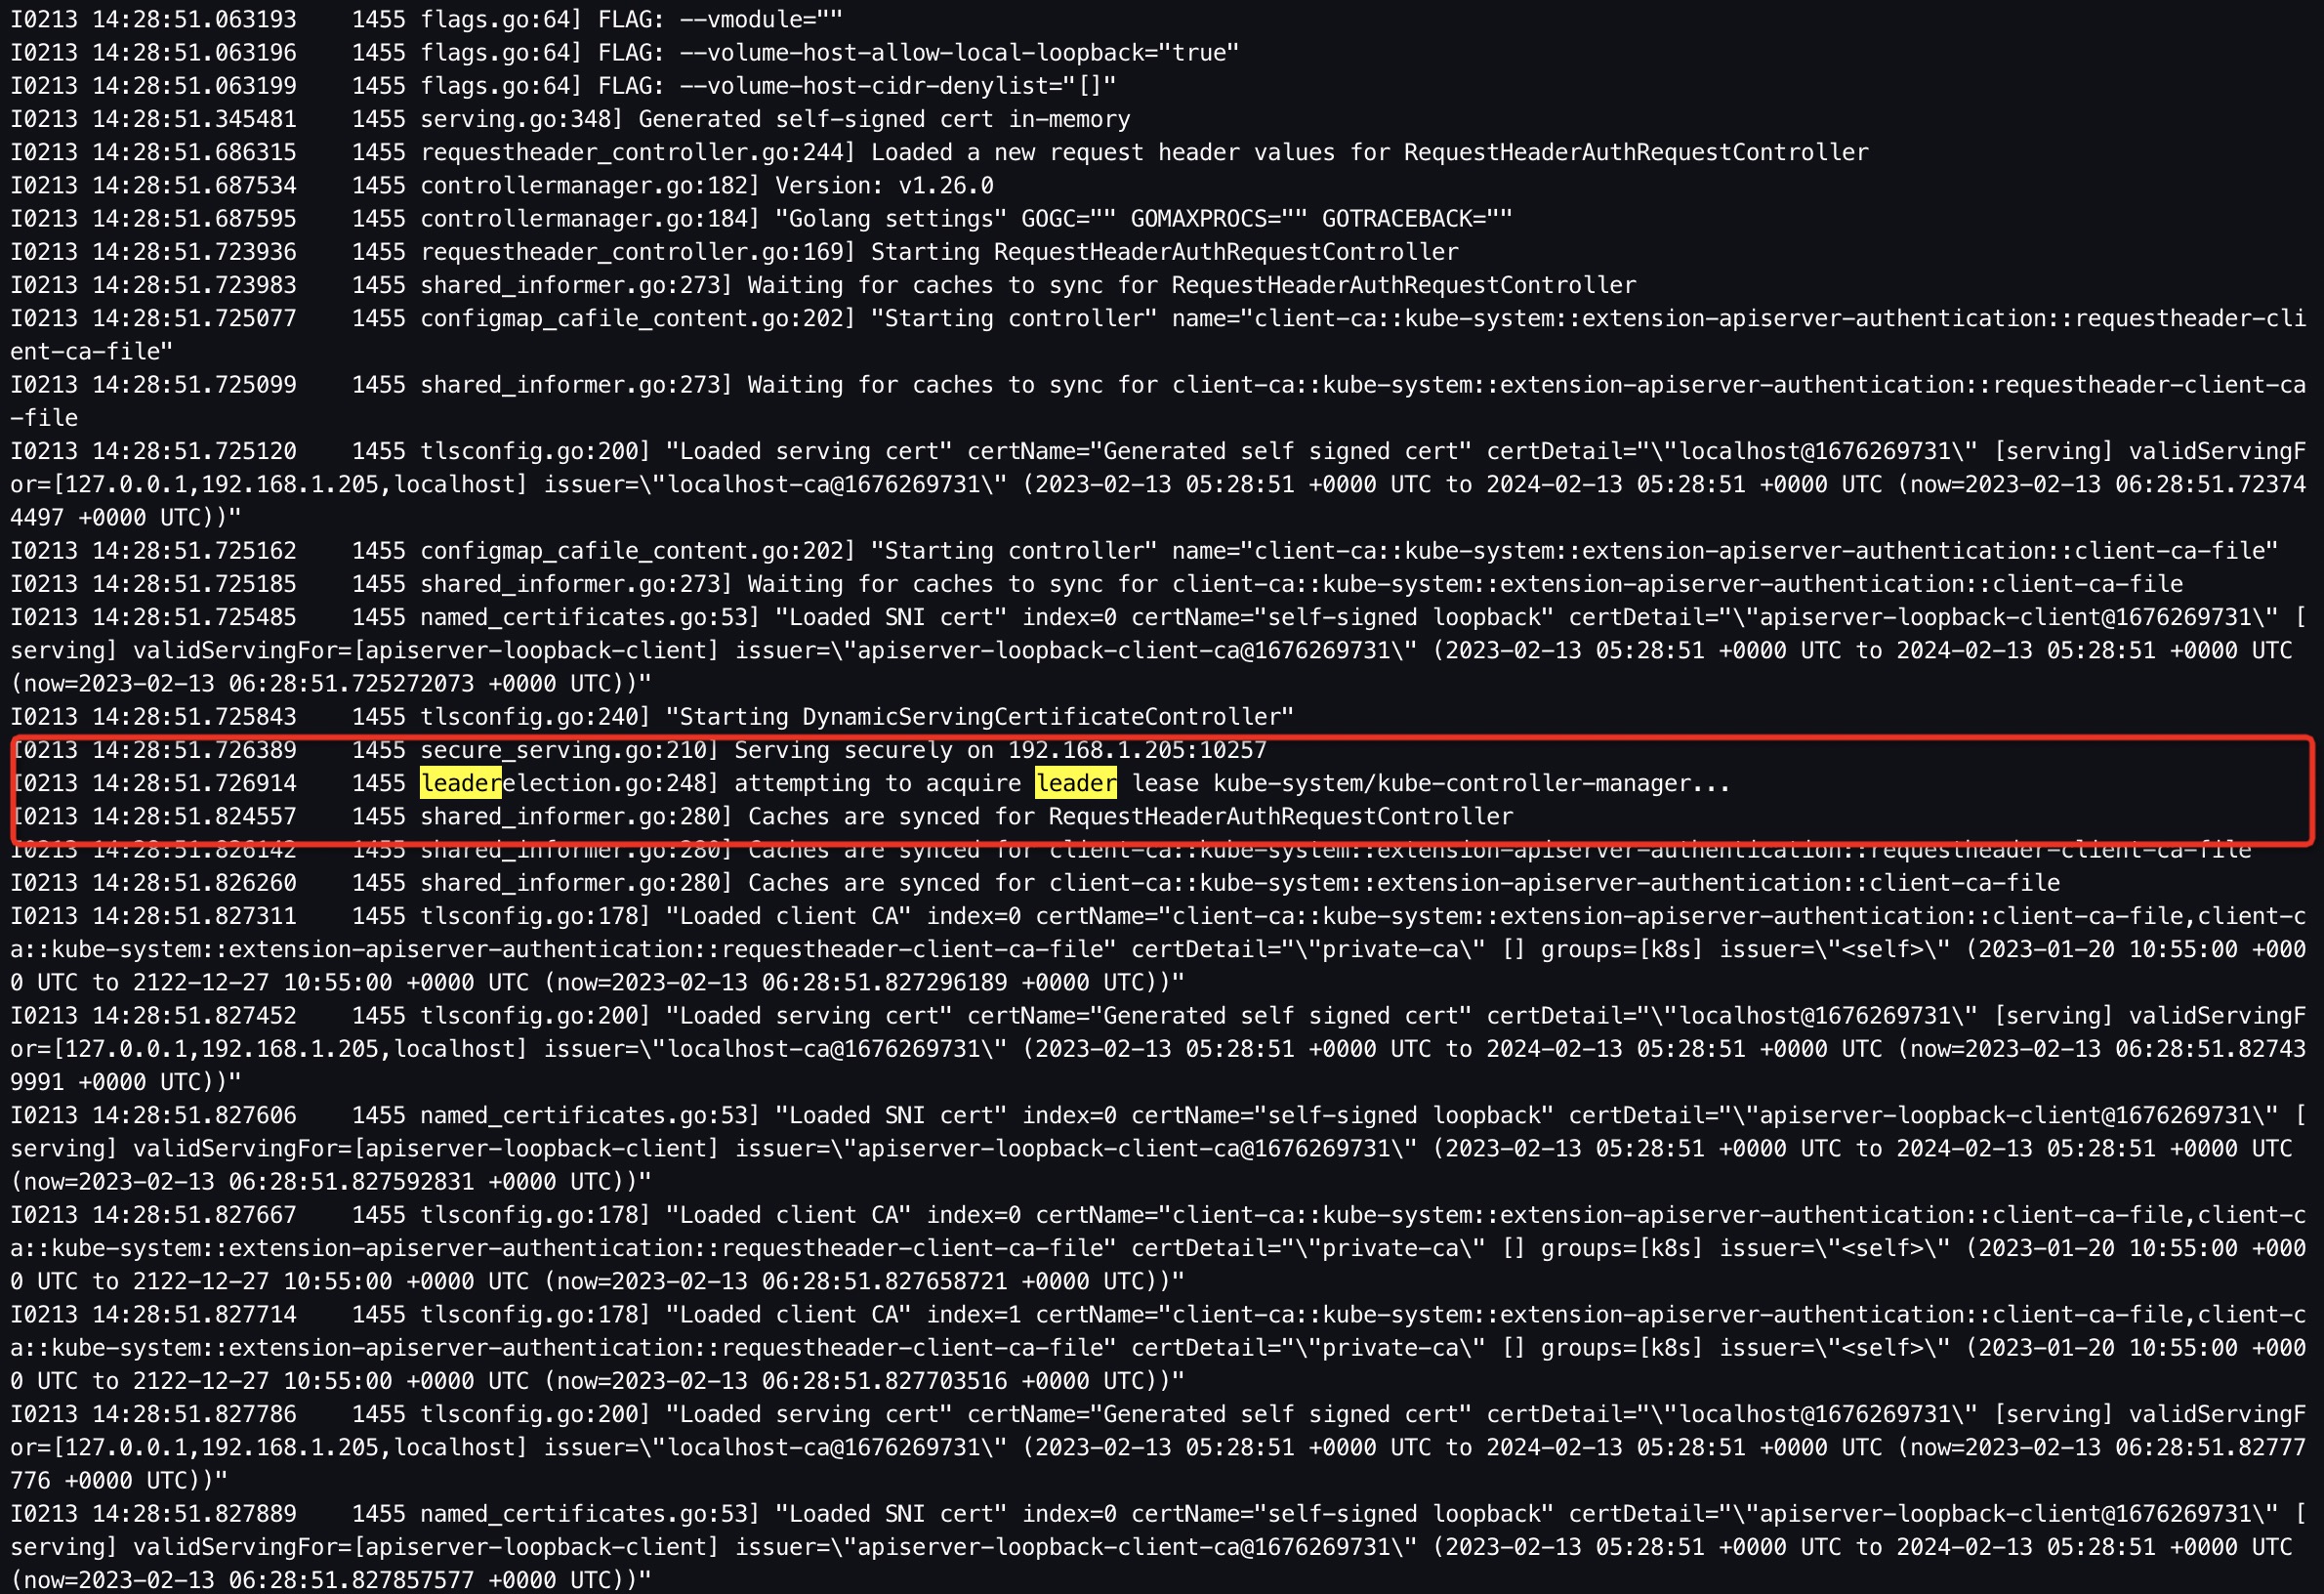 I0213 14:28:51.063193    1455 flags.go:64] FLAG: --vmodule=""
I0213 14:28:51.063196    1455 flags.go:64] FLAG: --volume-host-allow-local-loopback="true"
I0213 14:28:51.063199    1455 flags.go:64] FLAG: --volume-host-cidr-denylist="[]"
I0213 14:28:51.345481    1455 serving.go:348] Generated self-signed cert in-memory
I0213 14:28:51.686315    1455 requestheader_controller.go:244] Loaded a new request header values for RequestHeaderAuthRequestController
I0213 14:28:51.687534    1455 controllermanager.go:182] Version: v1.26.0
I0213 14:28:51.687595    1455 controllermanager.go:184] "Golang settings" GOGC="" GOMAXPROCS="" GOTRACEBACK=""
I0213 14:28:51.723936    1455 requestheader_controller.go:169] Starting RequestHeaderAuthRequestController
I0213 14:28:51.723983    1455 shared_informer.go:273] Waiting for caches to sync for RequestHeaderAuthRequestController
I0213 14:28:51.725077    1455 configmap_cafile_content.go:202] "Starting controller" name="client-ca::kube-system::extension-apiserver-authentication::requestheader-cli
ent-ca-file"
I0213 14:28:51.725099    1455 shared_informer.go:273] Waiting for caches to sync for client-ca::kube-system::extension-apiserver-authentication::requestheader-client-ca
-file
I0213 14:28:51.725120    1455 tlsconfig.go:200] "Loaded serving cert" certName="Generated self signed cert" certDetail="\"localhost@1676269731\" [serving] validServingF
or=[127.0.0.1,192.168.1.205,localhost] issuer=\"localhost-ca@1676269731\" (2023-02-13 05:28:51 +0000 UTC to 2024-02-13 05:28:51 +0000 UTC (now=2023-02-13 06:28:51.72374
4497 +0000 UTC))"
I0213 14:28:51.725162    1455 configmap_cafile_content.go:202] "Starting controller" name="client-ca::kube-system::extension-apiserver-authentication::client-ca-file"
I0213 14:28:51.725185    1455 shared_informer.go:273] Waiting for caches to sync for client-ca::kube-system::extension-apiserver-authentication::client-ca-file
I0213 14:28:51.725485    1455 named_certificates.go:53] "Loaded SNI cert" index=0 certName="self-signed loopback" certDetail="\"apiserver-loopback-client@1676269731\" [
serving] validServingFor=[apiserver-loopback-client] issuer=\"apiserver-loopback-client-ca@1676269731\" (2023-02-13 05:28:51 +0000 UTC to 2024-02-13 05:28:51 +0000 UTC
(now=2023-02-13 06:28:51.725272073 +0000 UTC))"
I0213 14:28:51.725843    1455 tlsconfig.go:240] "Starting DynamicServingCertificateController"
I0213 14:28:51.726389    1455 secure_serving.go:210] Serving securely on 192.168.1.205:10257
I0213 14:28:51.726914    1455 leaderelection.go:248] attempting to acquire leader lease kube-system/kube-controller-manager...
I0213 14:28:51.824557    1455 shared_informer.go:280] Caches are synced for RequestHeaderAuthRequestController
I0213 14:28:51.826142    1455 shared_informer.go:280] Caches are synced for client-ca::kube-system::extension-apiserver-authentication::requestheader-client-ca-file
I0213 14:28:51.826260    1455 shared_informer.go:280] Caches are synced for client-ca::kube-system::extension-apiserver-authentication::client-ca-file
I0213 14:28:51.827311    1455 tlsconfig.go:178] "Loaded client CA" index=0 certName="client-ca::kube-system::extension-apiserver-authentication::client-ca-file,client-c
a::kube-system::extension-apiserver-authentication::requestheader-client-ca-file" certDetail="\"private-ca\" [] groups=[k8s] issuer=\"<self>\" (2023-01-20 10:55:00 +000
0 UTC to 2122-12-27 10:55:00 +0000 UTC (now=2023-02-13 06:28:51.827296189 +0000 UTC))"
I0213 14:28:51.827452    1455 tlsconfig.go:200] "Loaded serving cert" certName="Generated self signed cert" certDetail="\"localhost@1676269731\" [serving] validServingF
or=[127.0.0.1,192.168.1.205,localhost] issuer=\"localhost-ca@1676269731\" (2023-02-13 05:28:51 +0000 UTC to 2024-02-13 05:28:51 +0000 UTC (now=2023-02-13 06:28:51.82743
9991 +0000 UTC))"
I0213 14:28:51.827606    1455 named_certificates.go:53] "Loaded SNI cert" index=0 certName="self-signed loopback" certDetail="\"apiserver-loopback-client@1676269731\" [
serving] validServingFor=[apiserver-loopback-client] issuer=\"apiserver-loopback-client-ca@1676269731\" (2023-02-13 05:28:51 +0000 UTC to 2024-02-13 05:28:51 +0000 UTC
(now=2023-02-13 06:28:51.827592831 +0000 UTC))"
I0213 14:28:51.827667    1455 tlsconfig.go:178] "Loaded client CA" index=0 certName="client-ca::kube-system::extension-apiserver-authentication::client-ca-file,client-c
a::kube-system::extension-apiserver-authentication::requestheader-client-ca-file" certDetail="\"private-ca\" [] groups=[k8s] issuer=\"<self>\" (2023-01-20 10:55:00 +000
0 UTC to 2122-12-27 10:55:00 +0000 UTC (now=2023-02-13 06:28:51.827658721 +0000 UTC))"
I0213 14:28:51.827714    1455 tlsconfig.go:178] "Loaded client CA" index=1 certName="client-ca::kube-system::extension-apiserver-authentication::client-ca-file,client-c
a::kube-system::extension-apiserver-authentication::requestheader-client-ca-file" certDetail="\"private-ca\" [] groups=[k8s] issuer=\"<self>\" (2023-01-20 10:55:00 +000
0 UTC to 2122-12-27 10:55:00 +0000 UTC (now=2023-02-13 06:28:51.827703516 +0000 UTC))"
I0213 14:28:51.827786    1455 tlsconfig.go:200] "Loaded serving cert" certName="Generated self signed cert" certDetail="\"localhost@1676269731\" [serving] validServingF
or=[127.0.0.1,192.168.1.205,localhost] issuer=\"localhost-ca@1676269731\" (2023-02-13 05:28:51 +0000 UTC to 2024-02-13 05:28:51 +0000 UTC (now=2023-02-13 06:28:51.82777
776 +0000 UTC))"
I0213 14:28:51.827889    1455 named_certificates.go:53] "Loaded SNI cert" index=0 certName="self-signed loopback" certDetail="\"apiserver-loopback-client@1676269731\" [
serving] validServingFor=[apiserver-loopback-client] issuer=\"apiserver-loopback-client-ca@1676269731\" (2023-02-13 05:28:51 +0000 UTC to 2024-02-13 05:28:51 +0000 UTC
(now=2023-02-13 06:28:51.827857577 +0000 UTC))"